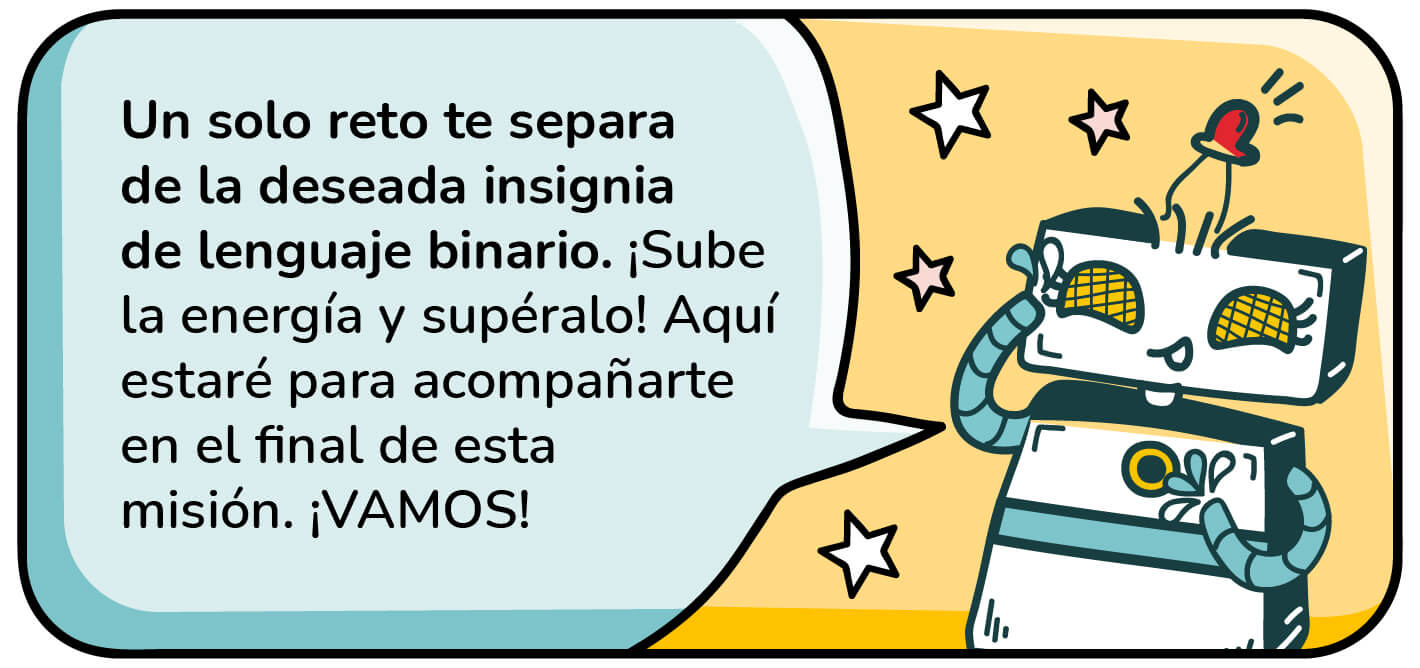 Un solo reto te separa
de la deseada insignia
de lenguaje binario. ¡Sube
la energía y supéralo! Aquí
estaré para acompañarte
en el final de esta
misión. ¡VAMOS!